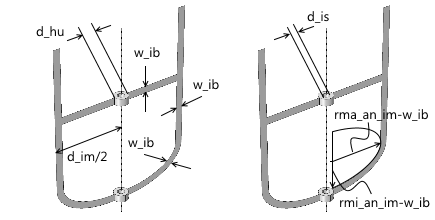 d_hu
w_ib
w_ib
w_ib
d_im/2
d_is
rma_an_im-w_ib
rmi_an_im-w_ib